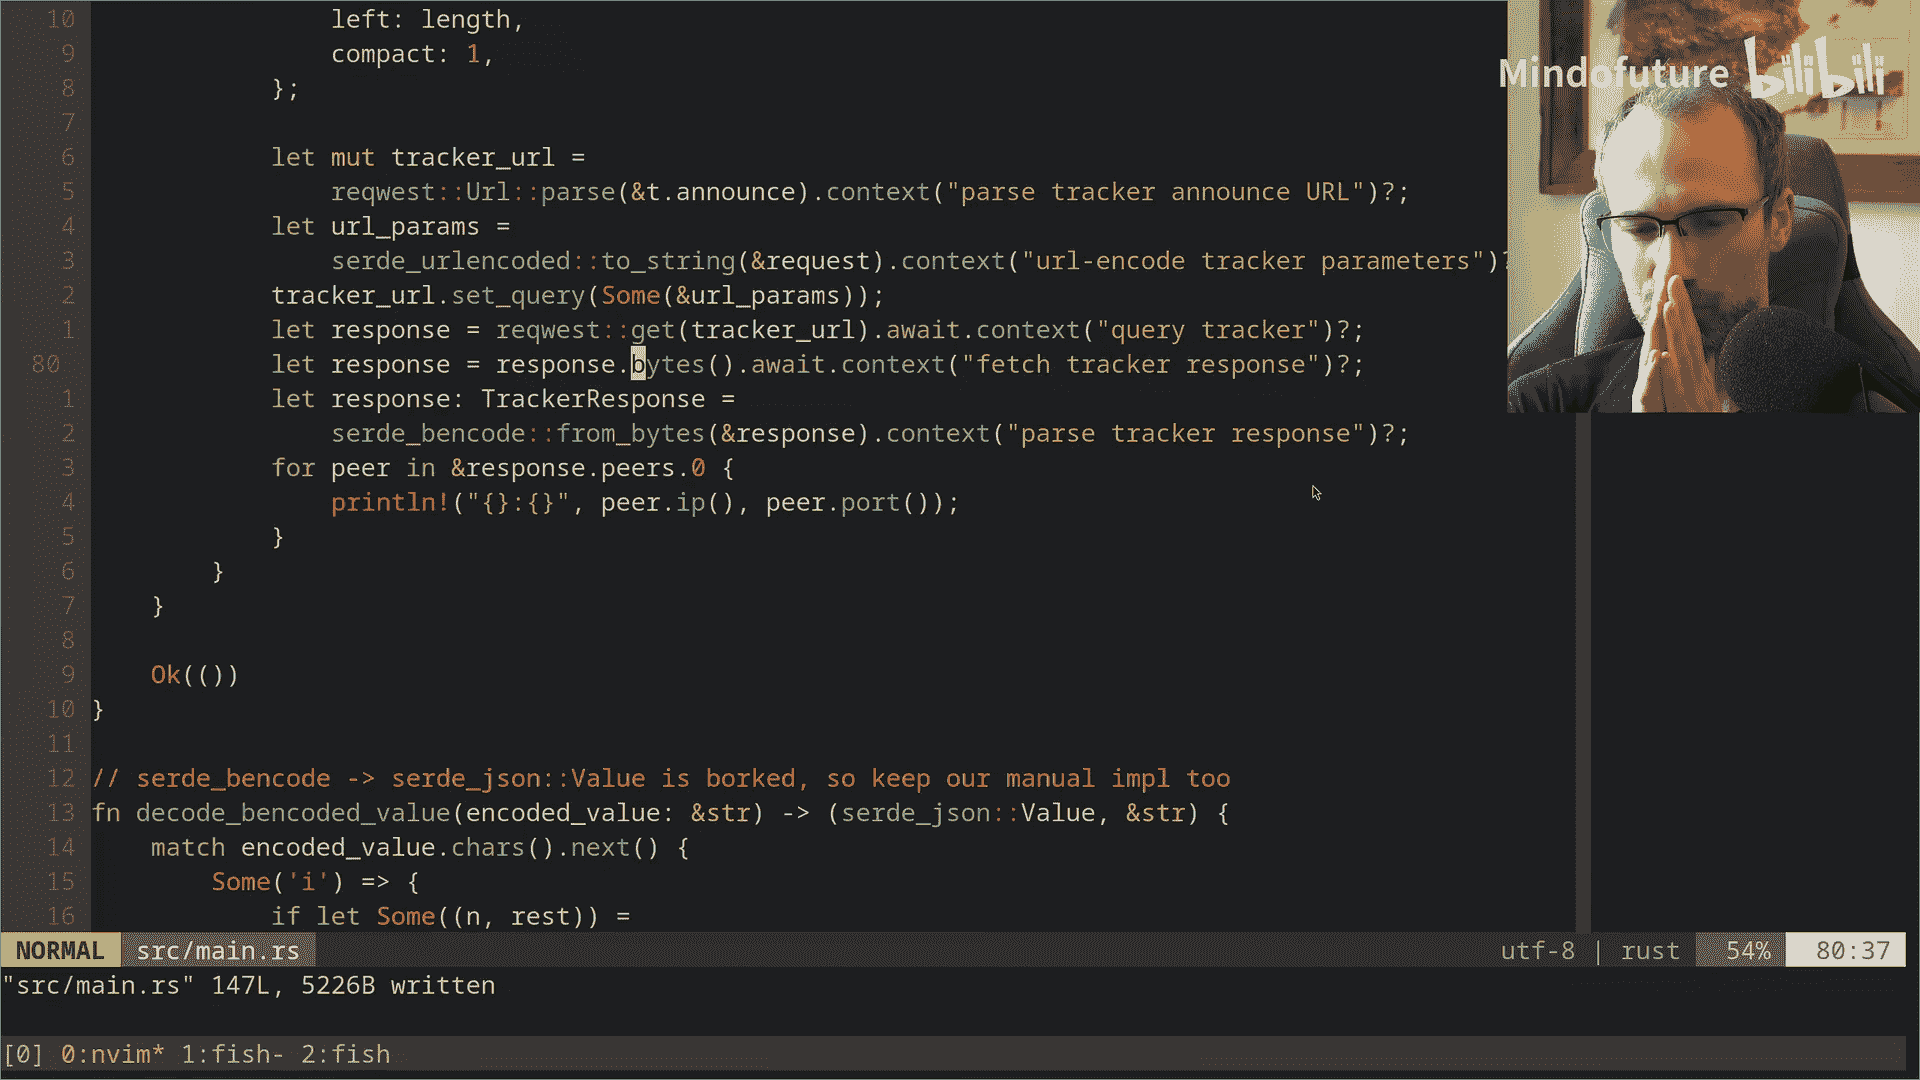 10 left: length,
9 compact: 1,
8 };
7
6 let mut tracker_url =
5 reqwest::Url::parse(&t.announce).context("parse tracker announce URL")?;
4 let url_params =
3 serde_urlencoded::to_string(&request).context("url-encode tracker parameters")?
2 tracker_url.set_query(Some(&url_params));
1 let response = reqwest::get(tracker_url).await.context("query tracker")?;
80 let response = response.bytes().await.context("fetch tracker response")?;
1 let response: TrackerResponse =
2 serde_bencode::from_bytes(&response).context("parse tracker response")?;
3 for peer in &response.peers.0 {
4 println!("{}:{}", peer.ip(), peer.port());
5 }
6 }
7 }
8
9 Ok(())
10 }
11
12 // serde_bencode -> serde_json::Value is borked, so keep our manual impl too
13 fn decode_bencoded_value(encoded_value: &str) -> (serde_json::Value, &str) {
14 match encoded_value.chars().next() {
15 Some('i') => {
16 if let Some((n, rest)) =
NORMAL src/main.rs utf-8 | rust 54% 80:37
"src/main.rs" 147L, 5226B written
[0] 0:nvim* 1:fish- 2:fish
Mindofuture bilibili